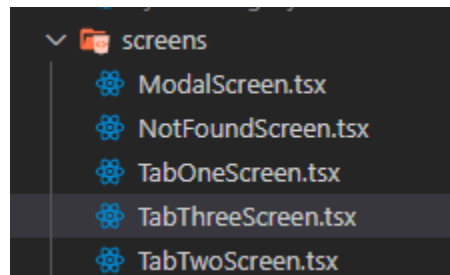 screens
ModalScreen.tsx
NotFoundScreen.tsx
TabOneScreen.tsx
TabThreeScreen.tsx
TabTwoScreen.tsx